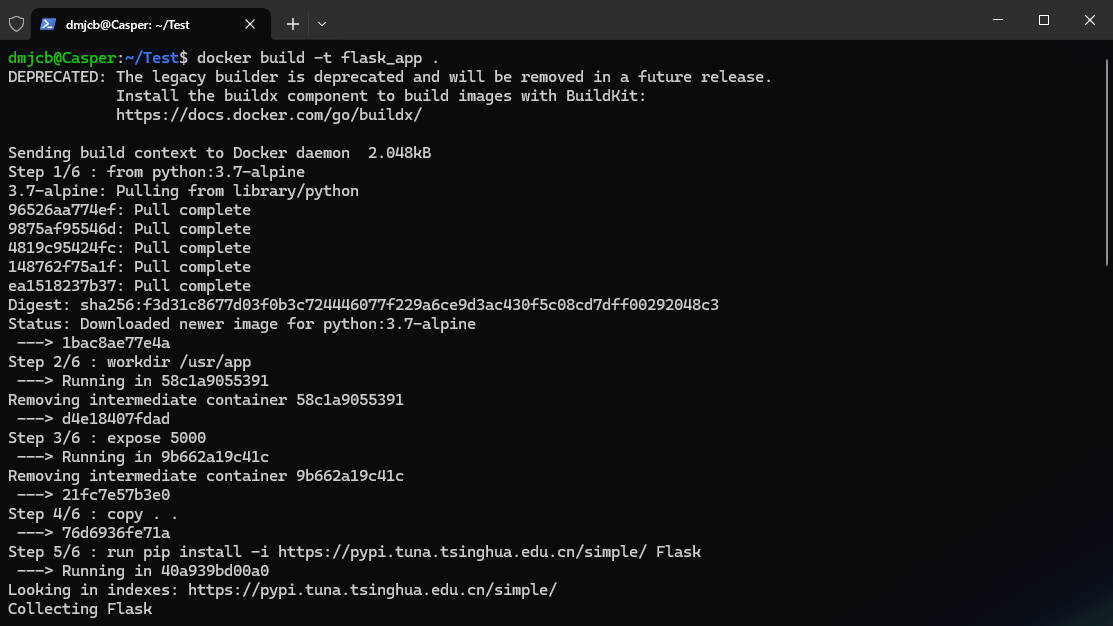 dmjcb@Casper: ~/Test
dmjcb@Casper:~/Test$ docker build -t flask_app .
DEPRECATED: The legacy builder is deprecated and will be removed in a future release.
            Install the buildx component to build images with BuildKit:
            https://docs.docker.com/go/buildx/

Sending build context to Docker daemon  2.048kB
Step 1/6 : from python:3.7-alpine
3.7-alpine: Pulling from library/python
96526aa774ef: Pull complete
9875af95546d: Pull complete
4819c95424fc: Pull complete
148762f75a1f: Pull complete
ea1518237b37: Pull complete
Digest: sha256:f3d31c8677d03f0b3c724446077f229a6ce9d3ac430f5c08cd7dff00292048c3
Status: Downloaded newer image for python:3.7-alpine
 ---> 1bac8ae77e4a
Step 2/6 : workdir /usr/app
 ---> Running in 58c1a9055391
Removing intermediate container 58c1a9055391
 ---> d4e18407fdad
Step 3/6 : expose 5000
 ---> Running in 9b662a19c41c
Removing intermediate container 9b662a19c41c
 ---> 21fc7e57b3e0
Step 4/6 : copy . .
 ---> 76d6936fe71a
Step 5/6 : run pip install -i https://pypi.tuna.tsinghua.edu.cn/simple/ Flask
 ---> Running in 40a939bd00a0
Looking in indexes: https://pypi.tuna.tsinghua.edu.cn/simple/
Collecting Flask